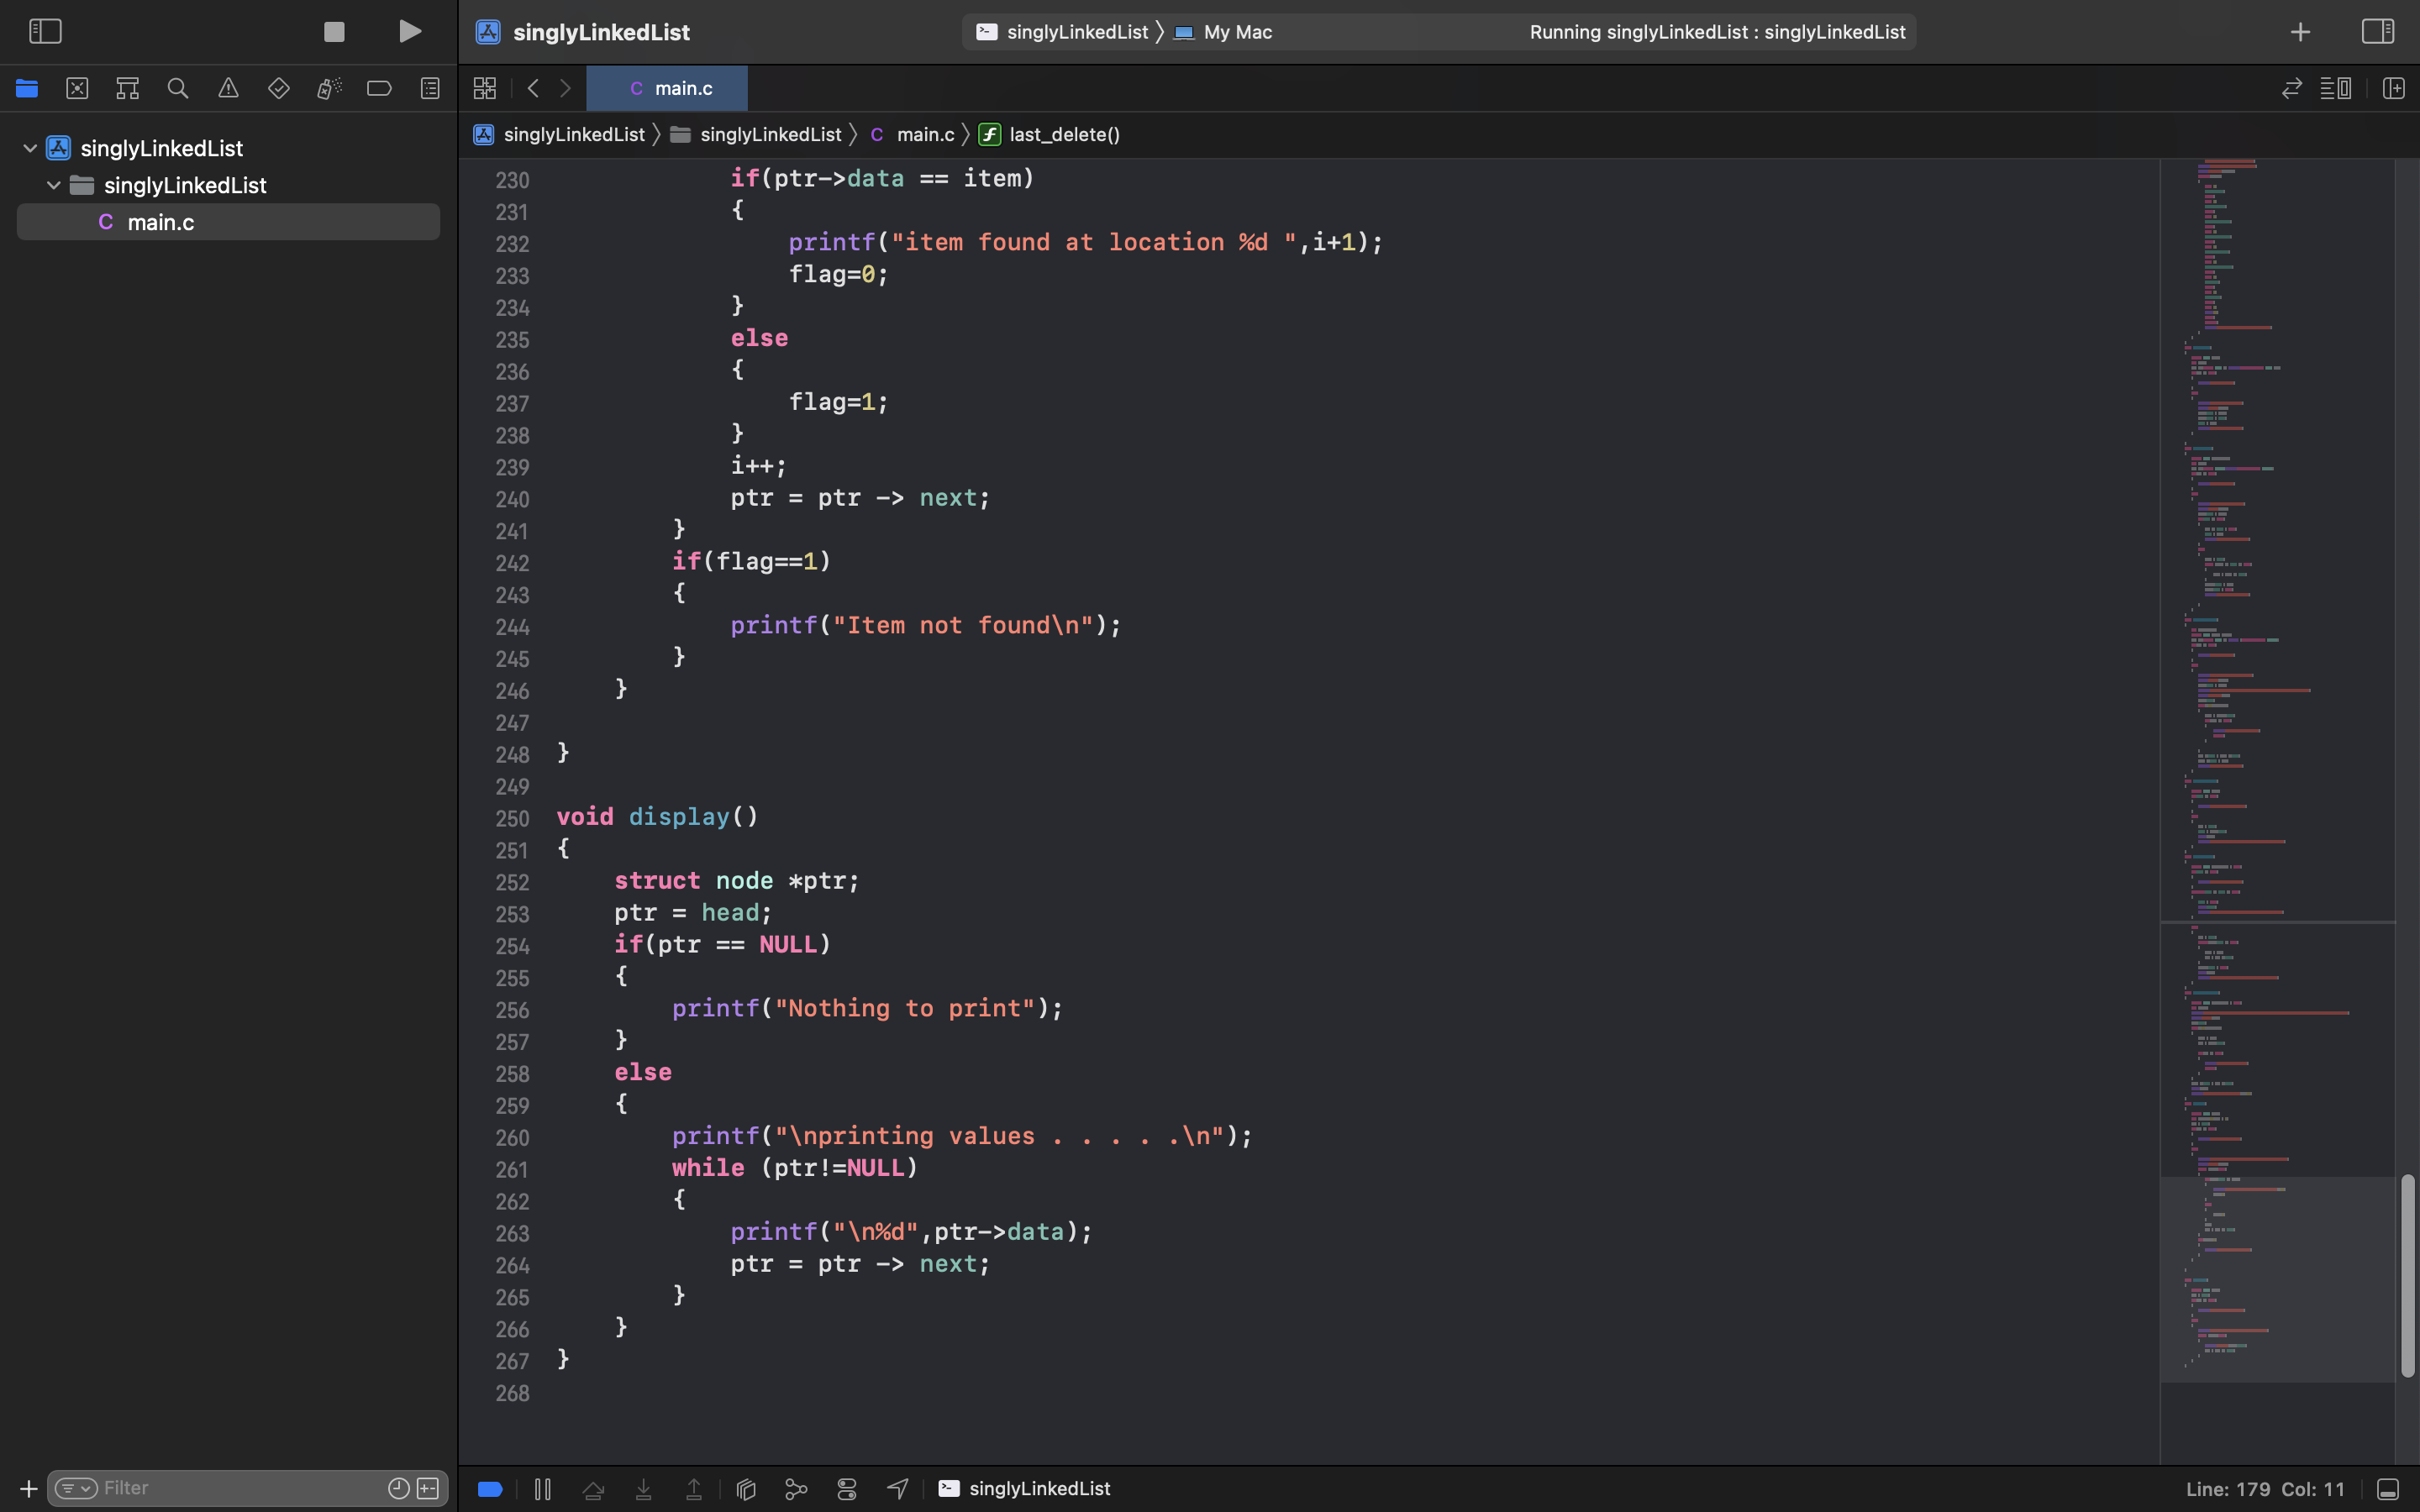 singlyLinkedList
singlyLinkedList
My Mac
Running singlyLinkedList : singlyLinkedList
C main.c
singlyLinkedList
singlyLinkedList
C main.c
f last_delete()
singlyLinkedList
singlyLinkedList
C main.c
230 if(ptr->data == item)
231 {
232 printf("item found at location %d ",i+1);
233 flag=0;
234 }
235 else
236 {
237 flag=1;
238 }
239 i++;
240 ptr = ptr -> next;
241 }
242 if(flag==1)
243 {
244 printf("Item not found\n");
245 }
246 }
247
248 }
249
250 void display()
251 {
252 struct node *ptr;
253 ptr = head;
254 if(ptr == NULL)
255 {
256 printf("Nothing to print");
257 }
258 else
259 {
260 printf("\nprinting values . . . . .\n");
261 while (ptr!=NULL)
262 {
263 printf("\n%d",ptr->data);
264 ptr = ptr -> next;
265 }
266 }
267 }
268
Filter
singlyLinkedList
Line: 179 Col: 11